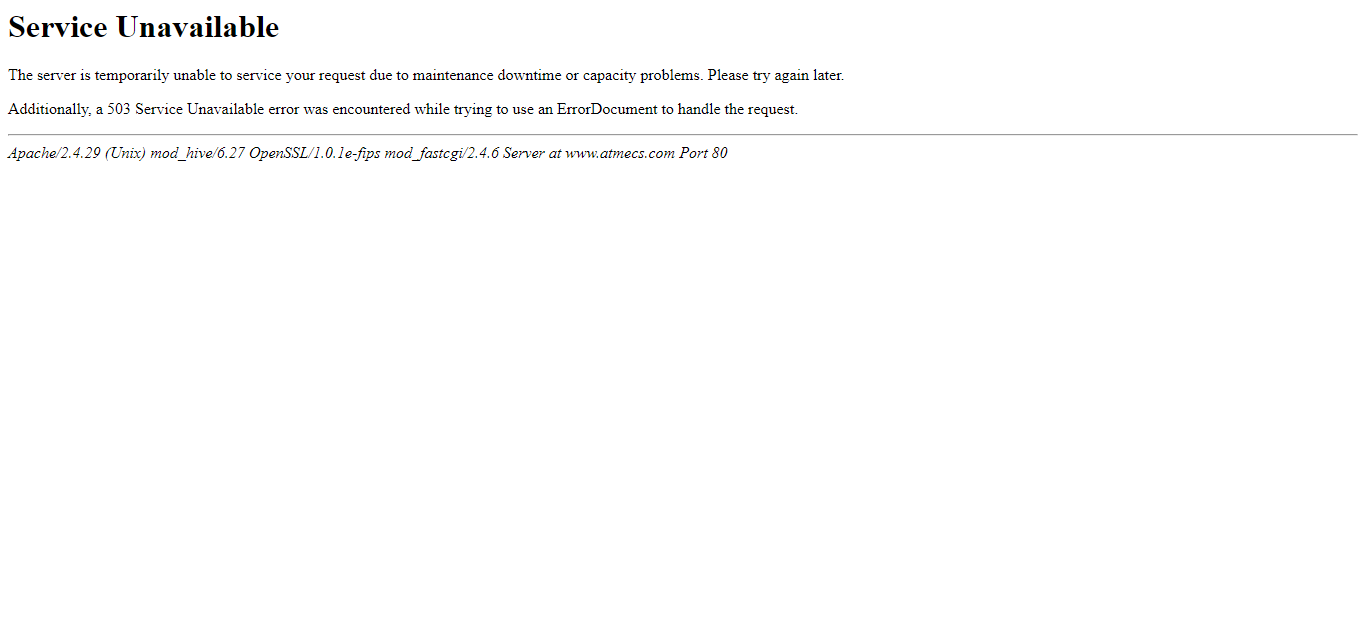 Service Unavailable
The server is temporarily unable to service your request due to maintenance downtime or capacity problems. Please try again later.
Additionally, a 503 Service Unavailable error was encountered while trying to use an ErrorDocument to handle the request.
Apache/2.4.29 (Unix) mod_hive/6.27 OpenSSL/1.0.1e-fips mod_fastcgi/2.4.6 Server at www.atmecs.com Port 80